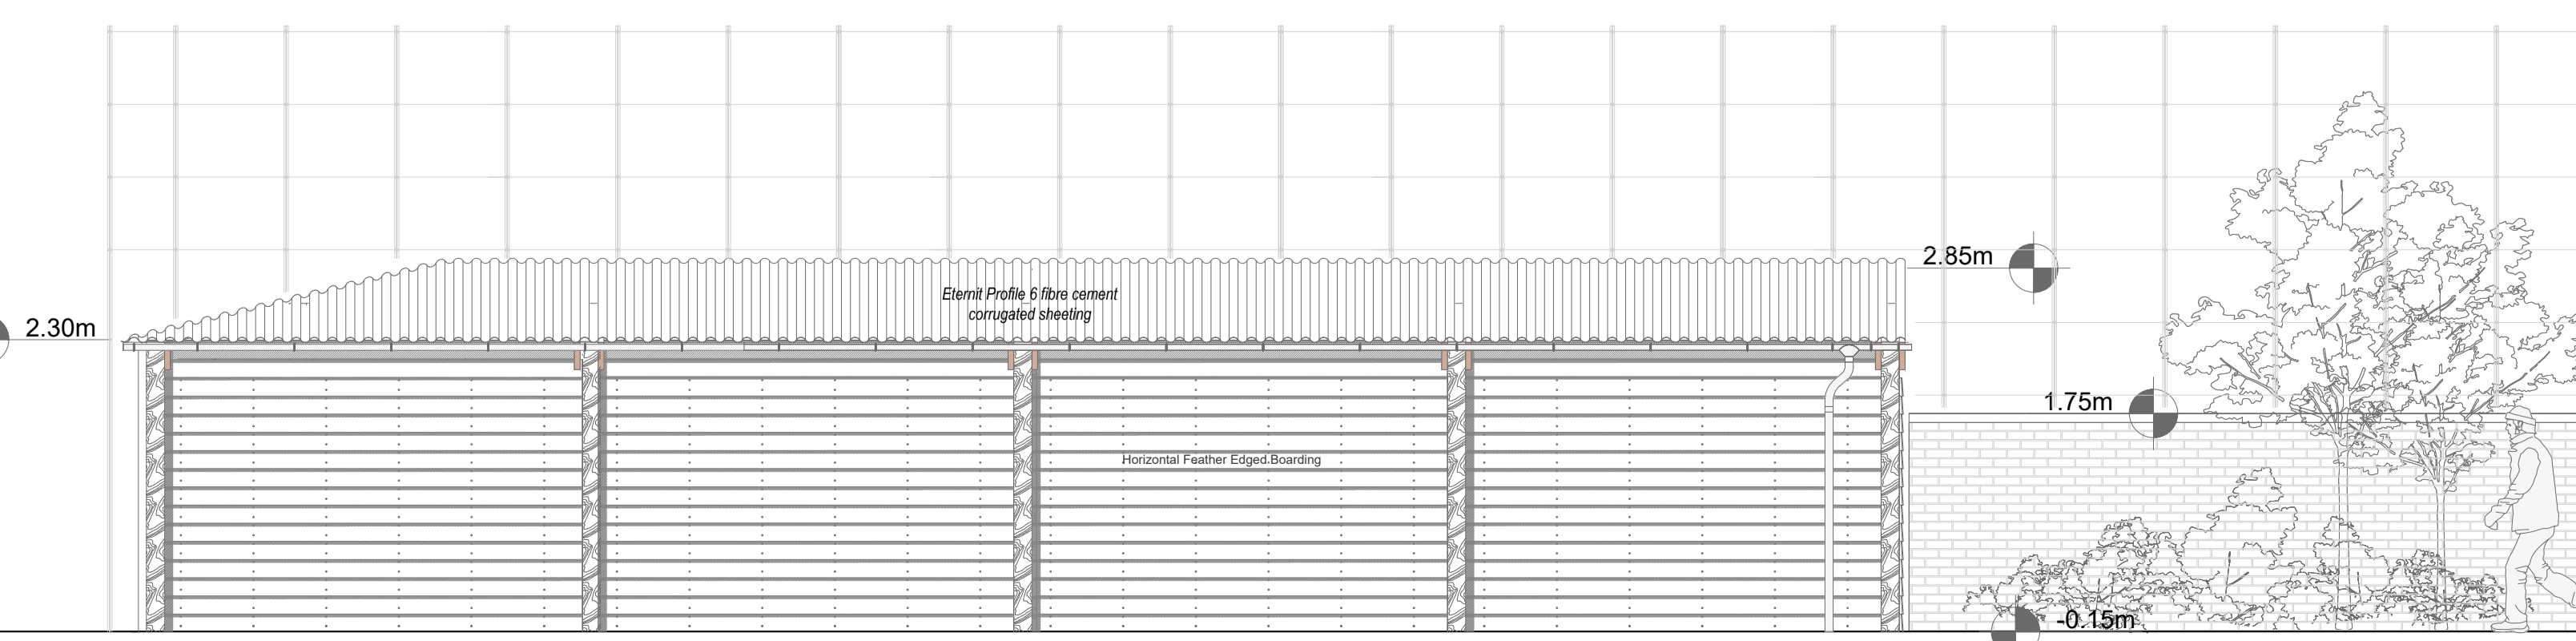 2.85m
Eternit Profile 6 fibre cement
corrugated sheeting
2.30m
1.75m
Horizontal Feather Edged Boarding
-0.15m